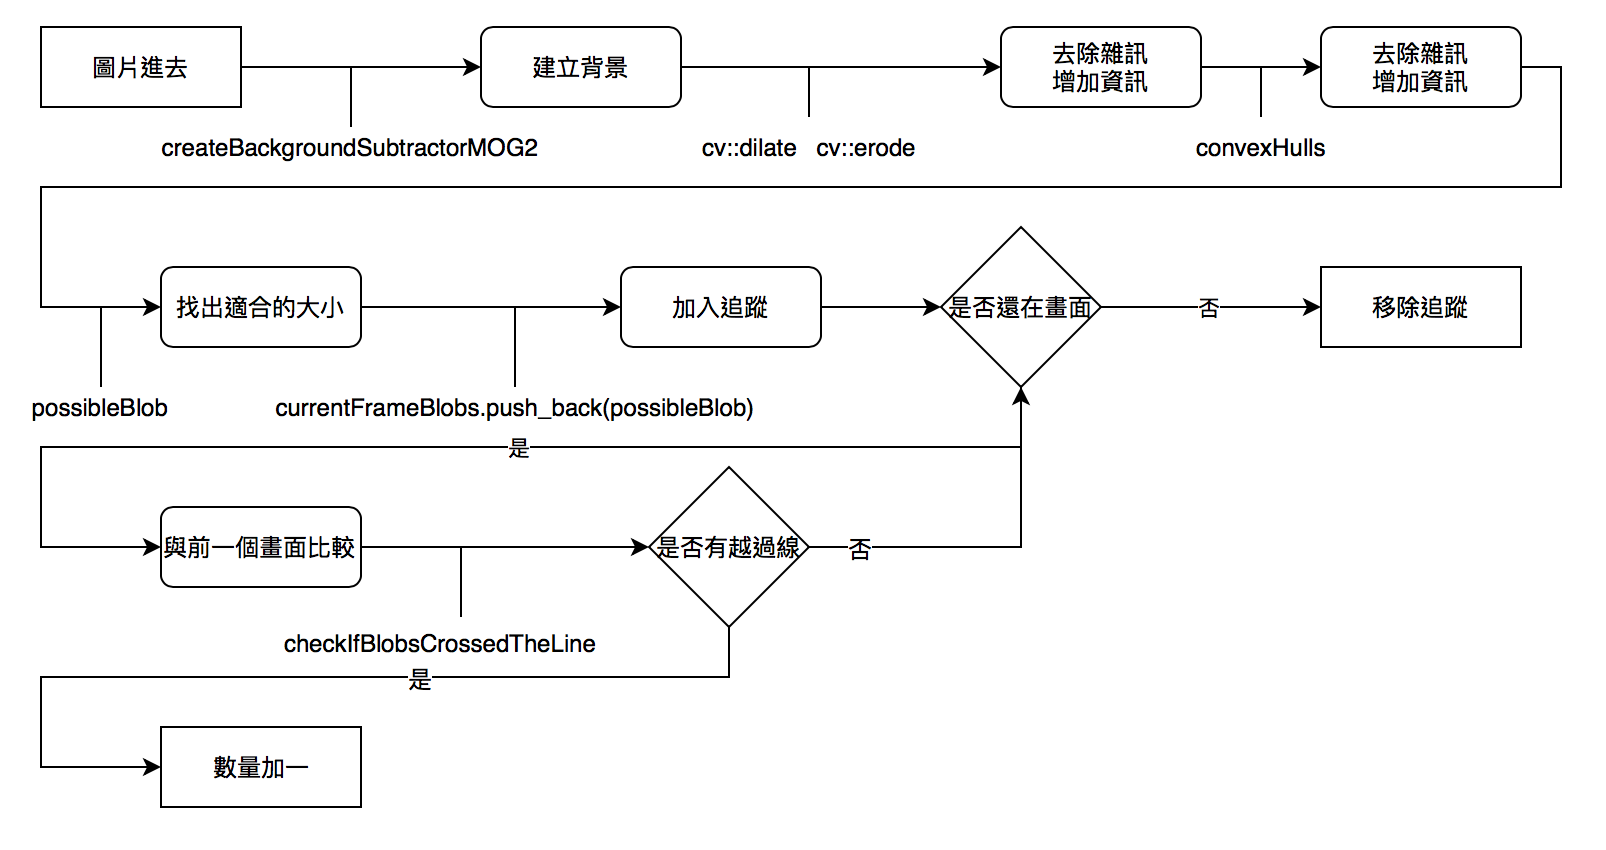 圖片進去
建立背景
去除雜訊
增加資訊
去除雜訊
增加資訊
createBackgroundSubtractorMOG2
cv::dilate cv::erode
convexHulls
找出適合的大小
加入追蹤
是否還在畫面
否
移除追蹤
possibleBlob
currentFrameBlobs.push_back(possibleBlob)
是
與前一個畫面比較
是否有越過線
否
checkIfBlobsCrossedTheLine
是
數量加一